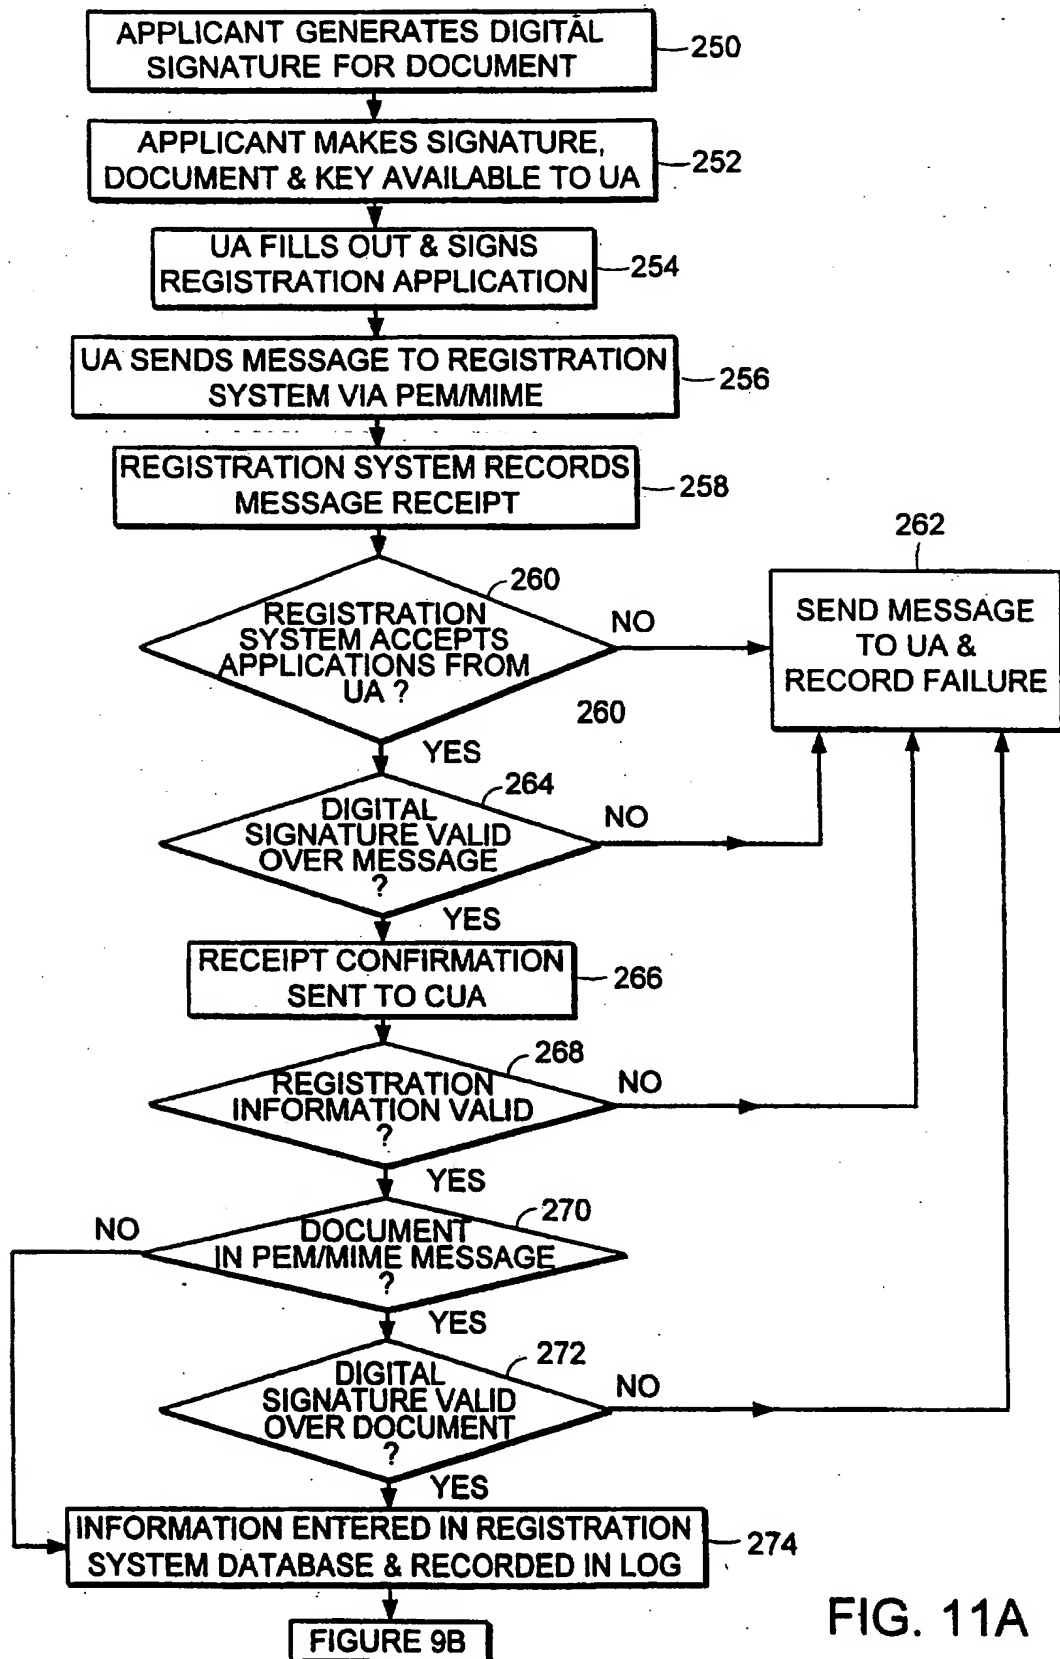 APPLICANT GENERATES DIGITAL
SIGNATURE FOR DOCUMENT
250
APPLICANT MAKES SIGNATURE,
DOCUMENT & KEY AVAILABLE TO UA
252
UA FILLS OUT & SIGNS
REGISTRATION APPLICATION
254
UA SENDS MESSAGE TO REGISTRATION
SYSTEM VIA PEM/MIME
256
REGISTRATION SYSTEM RECORDS
MESSAGE RECEIPT
258
260
REGISTRATION
SYSTEM ACCEPTS
APPLICATIONS FROM
UA ?
NO
262
SEND MESSAGE
TO UA &
RECORD FAILURE
260
YES
264
DIGITAL
SIGNATURE VALID
OVER MESSAGE
?
NO
YES
RECEIPT CONFIRMATION
SENT TO CUA
266
268
REGISTRATION
INFORMATION VALID
?
NO
YES
270
DOCUMENT
IN PEM/MIME MESSAGE
?
NO
YES
272
DIGITAL
SIGNATURE VALID
OVER DOCUMENT
?
NO
YES
INFORMATION ENTERED IN REGISTRATION
SYSTEM DATABASE & RECORDED IN LOG
274
FIGURE 9B
FIG. 11A